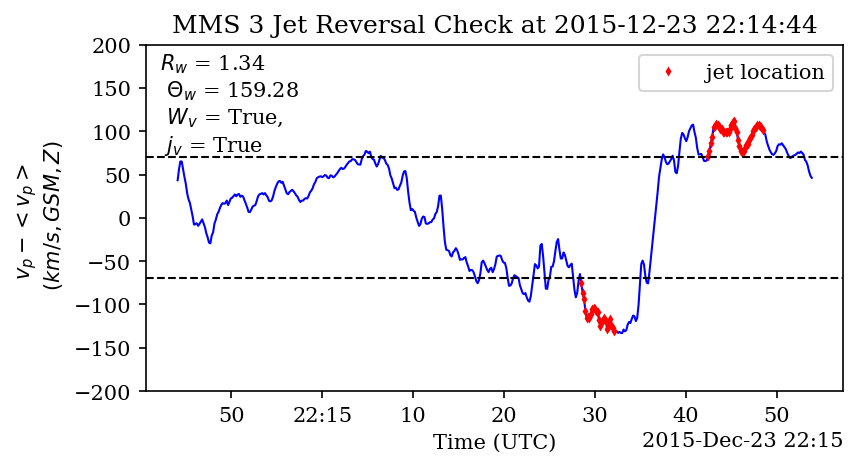 MMS 3 Jet Reversal Check at 2015-12-23 22:14:44
R_w = 1.34
Θ_w = 159.28
W_v = True,
j_v = True
jet location
200
150
100
50
0
−50
−100
−150
−200
v_p − < v_p >
(km/s, GSM, Z)
50 22:15 10 20 30 40 50
Time (UTC)
2015-Dec-23 22:15